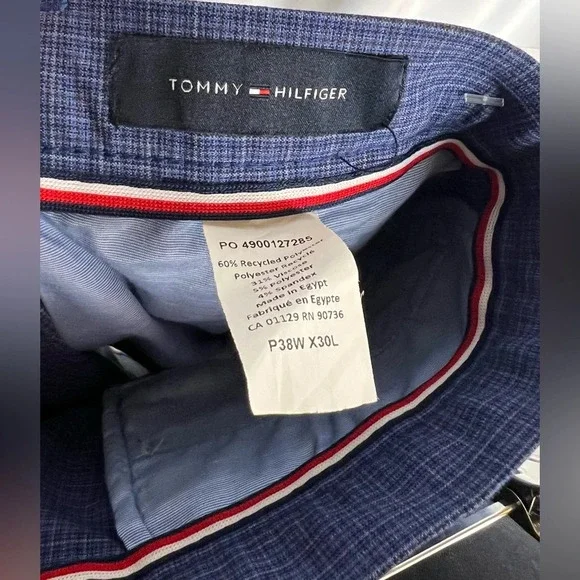 TOMMY HILFIGER
PO 4900127285
60% Recycled Polyester
Polyester Recyclé
31% Viscose
5% Polyester
4% Spandex
Made in Egypt
Fabriqué en Egypte
CA 01129 RN 90736
P38W X30L